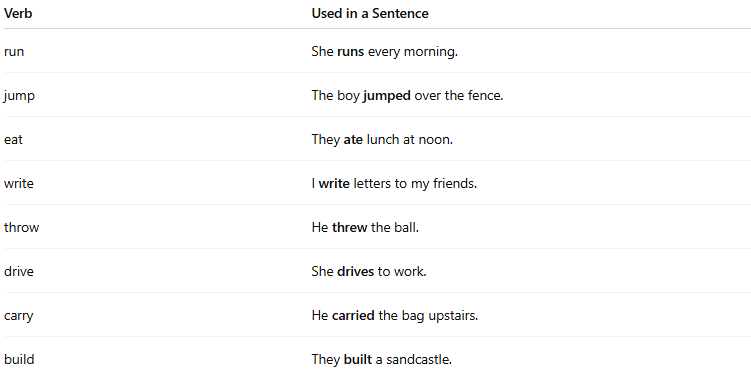 Verb Used in a Sentence
run She runs every morning.
jump The boy jumped over the fence.
eat They ate lunch at noon.
write I write letters to my friends.
throw He threw the ball.
drive She drives to work.
carry He carried the bag upstairs.
build They built a sandcastle.